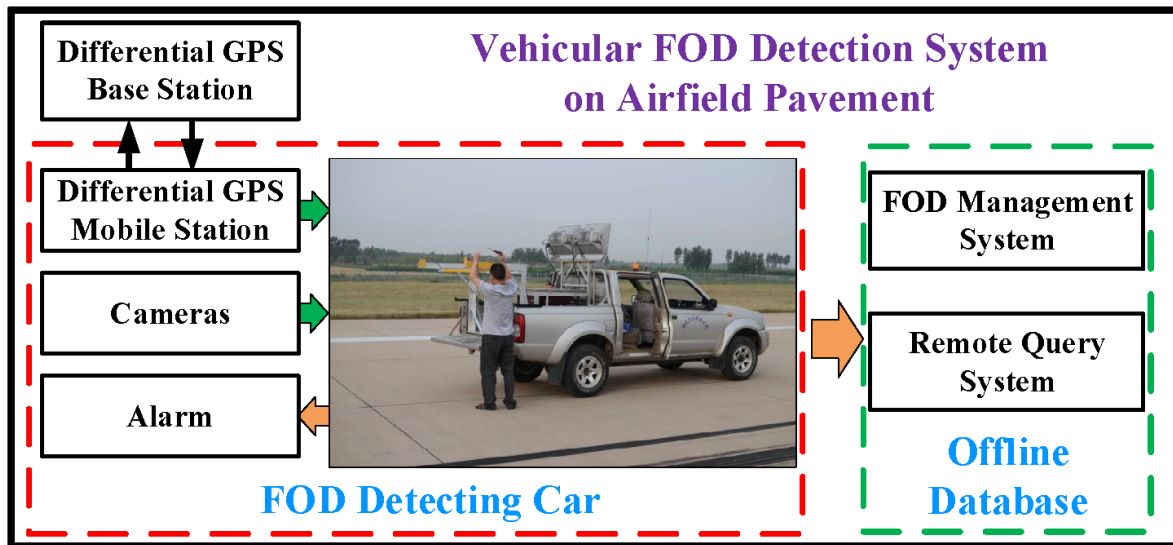 Differential GPS
Base Station
Vehicular FOD Detection System
on Airfield Pavement
Differential GPS
Mobile Station
Cameras
Alarm
FOD Detecting Car
FOD Management
System
Remote Query
System
Offline
Database